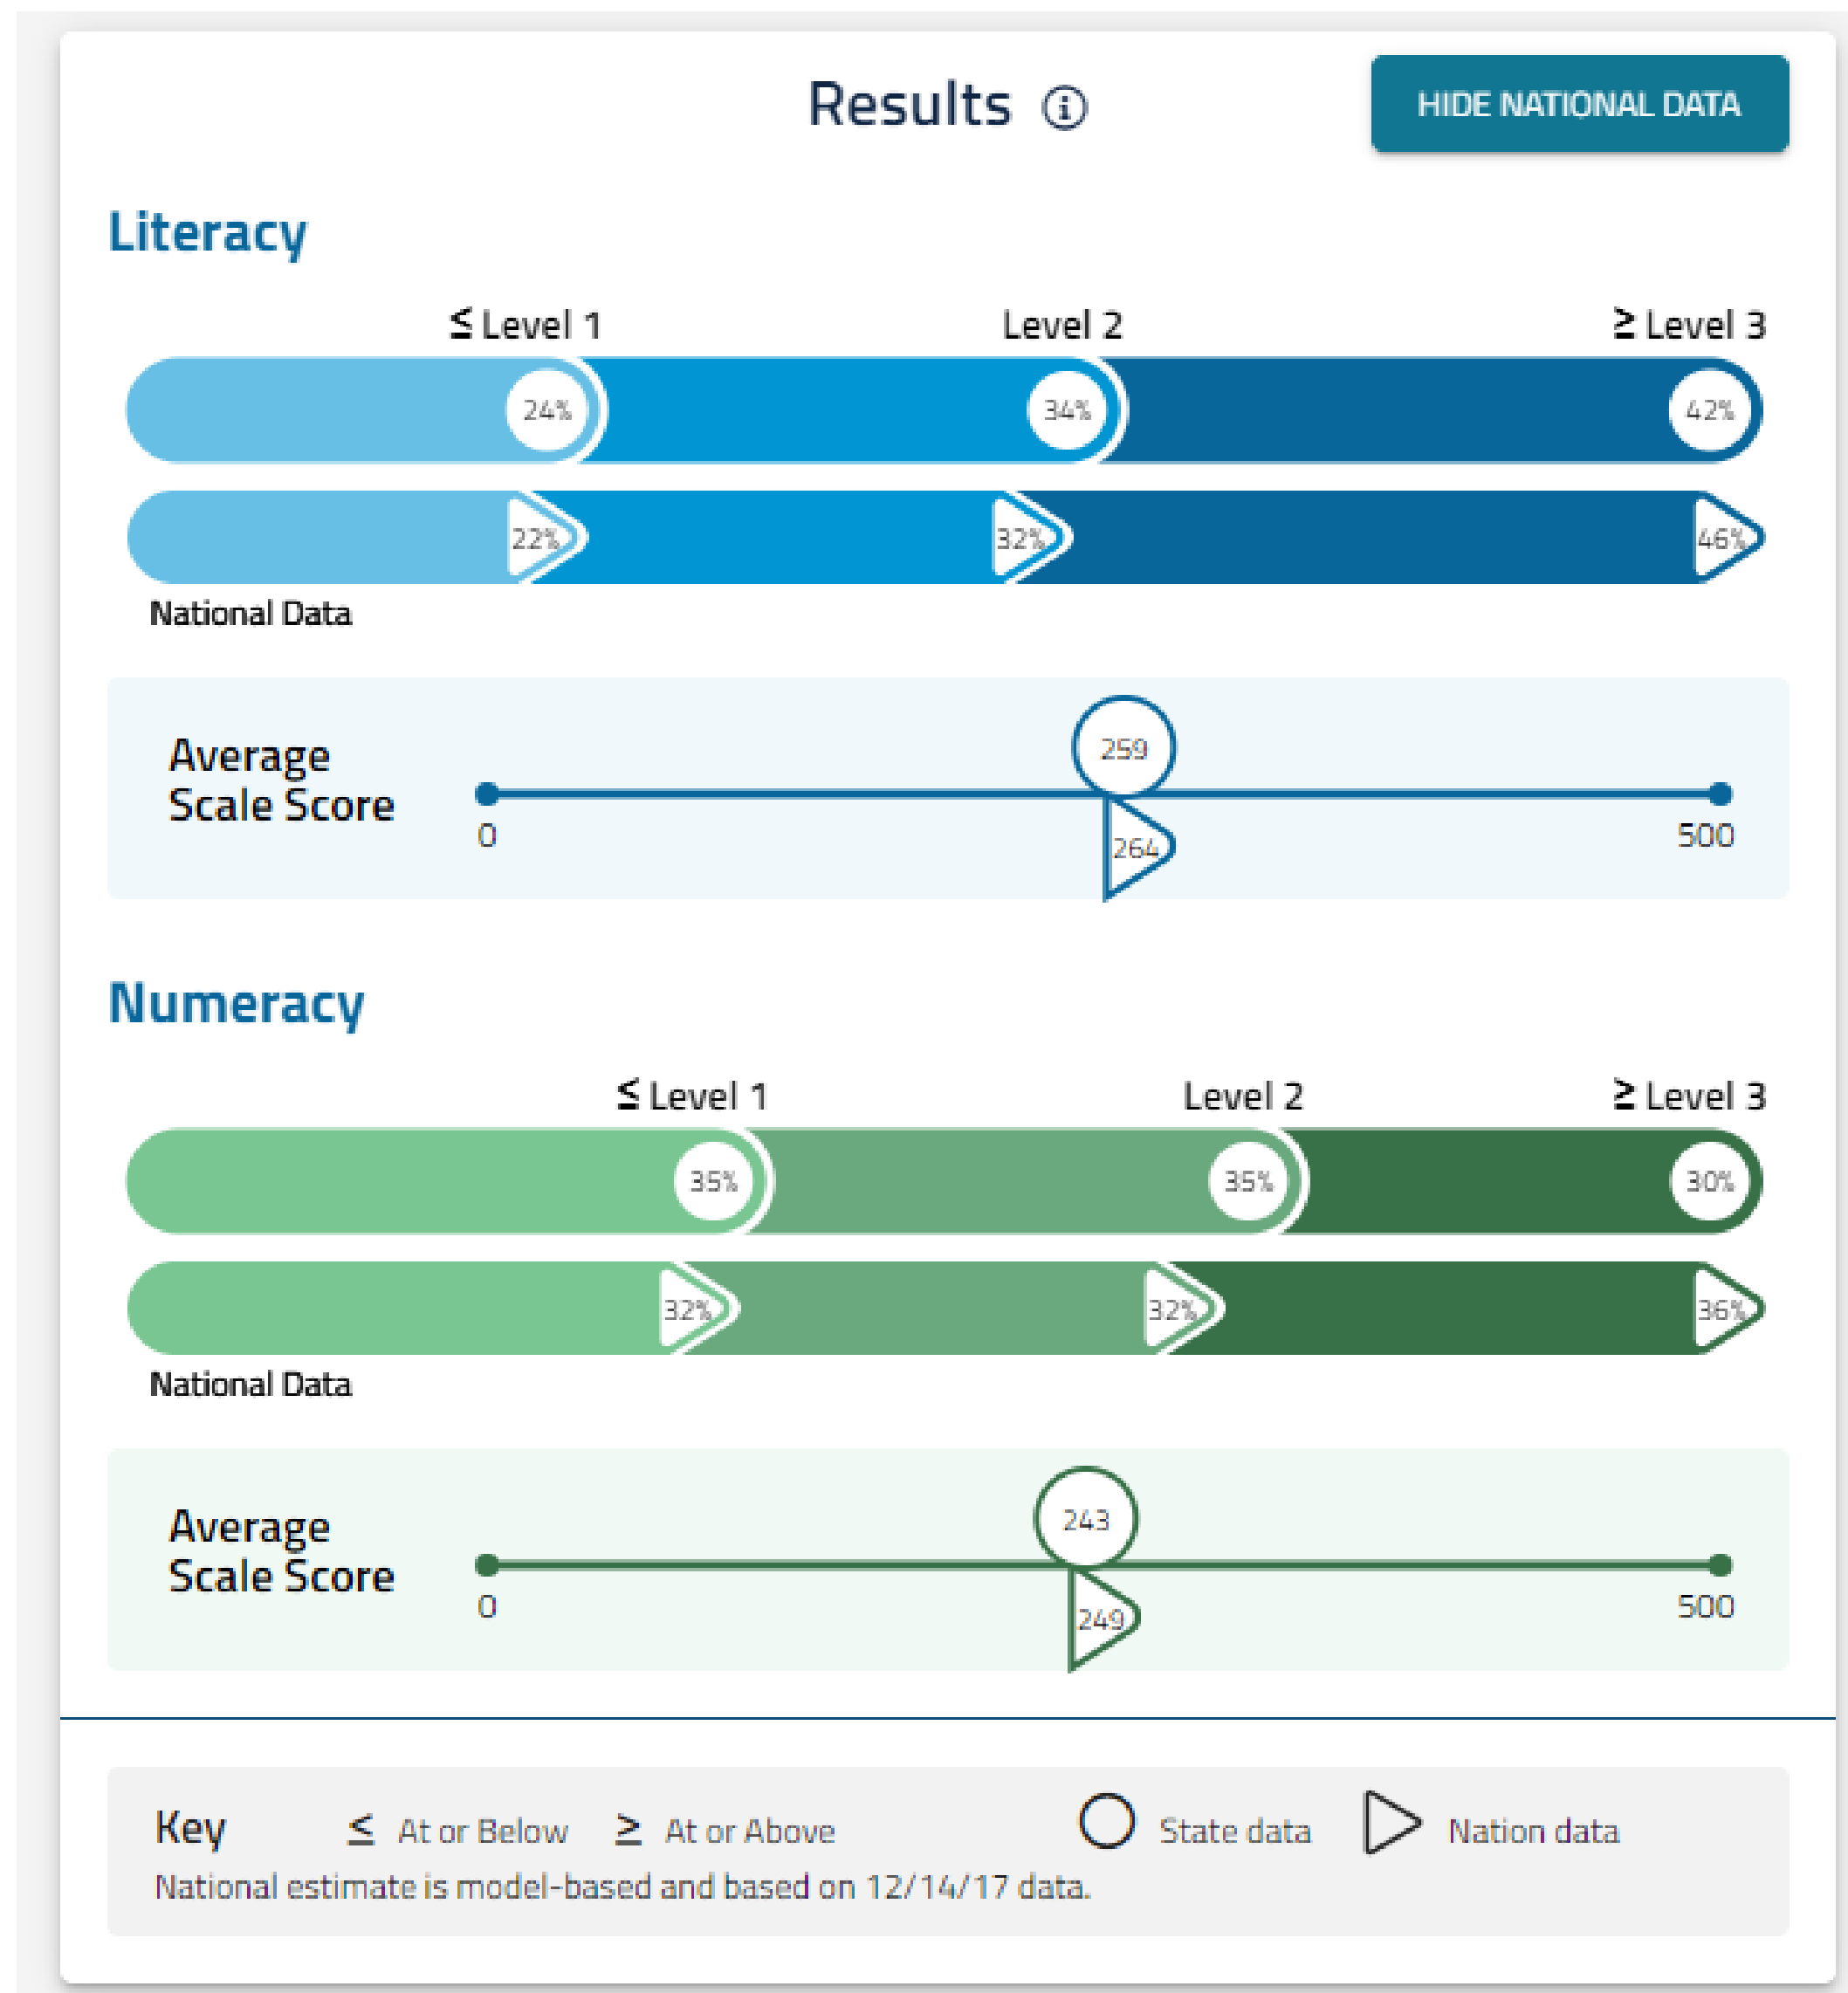 Results
HIDE NATIONAL DATA
Literacy
≤ Level 1
Level 2
≥ Level 3
24%
34%
42%
22%
32%
46%
National Data
Average
Scale Score
0
259
264
500
Numeracy
≤ Level 1
Level 2
≥ Level 3
35%
35%
30%
32%
32%
36%
National Data
Average
Scale Score
0
243
249
500
Key ≤ At or Below ≥ At or Above State data Nation data
National estimate is model-based and based on 12/14/17 data.